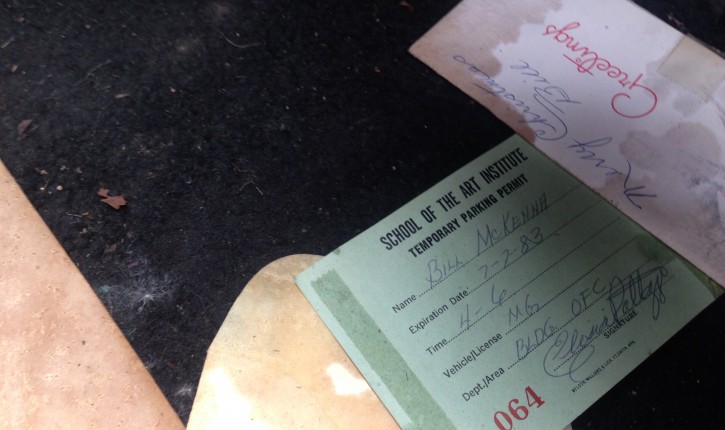 Greetings
Merry Christmas
Bill
SCHOOL OF THE ART INSTITUTE
TEMPORARY PARKING PERMIT
Name BILL McKENNA
Expiration Date 7-2-83
Time 4-6
Vehicle/License MG
Dept./Area BLDG OFC
SIGNATURE
064